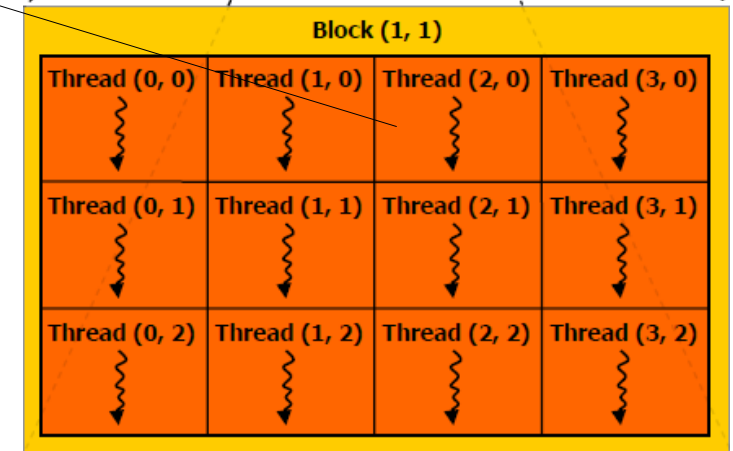 Block (1, 1)
Thread (0, 0) Thread (1, 0) Thread (2, 0) Thread (3, 0)
Thread (0, 1) Thread (1, 1) Thread (2, 1) Thread (3, 1)
Thread (0, 2) Thread (1, 2) Thread (2, 2) Thread (3, 2)